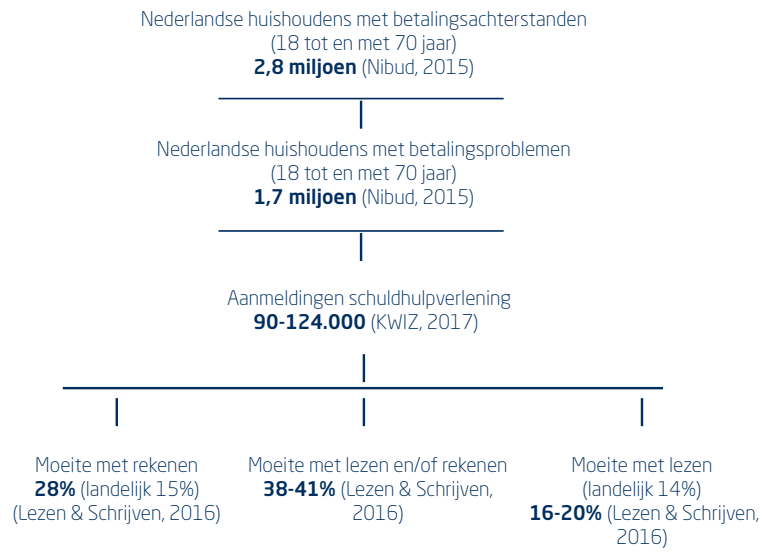 Nederlandse huishoudens met betalingsachterstanden
(18 tot en met 70 jaar)
2,8 miljoen (Nibud, 2015)
Nederlandse huishoudens met betalingsproblemen
(18 tot en met 70 jaar)
1,7 miljoen (Nibud, 2015)
Aanmeldingen schuldhulpverlening
90-124.000 (KWIZ, 2017)
Moeite met rekenen
28% (landelijk 15%)
(Lezen & Schrijven, 2016)
Moeite met lezen en/of rekenen
38-41% (Lezen & Schrijven,
2016)
Moeite met lezen
(landelijk 14%)
16-20% (Lezen & Schrijven,
2016)